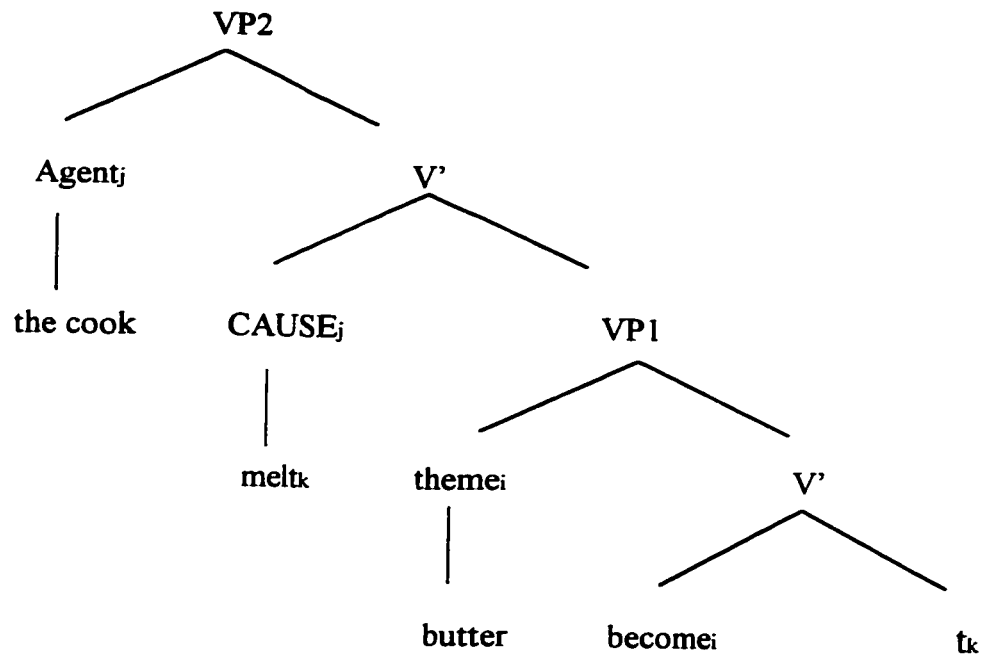 VP2
Agentj V'
the cook CAUSEj VP1
meltk themei V'
butter becomei tk